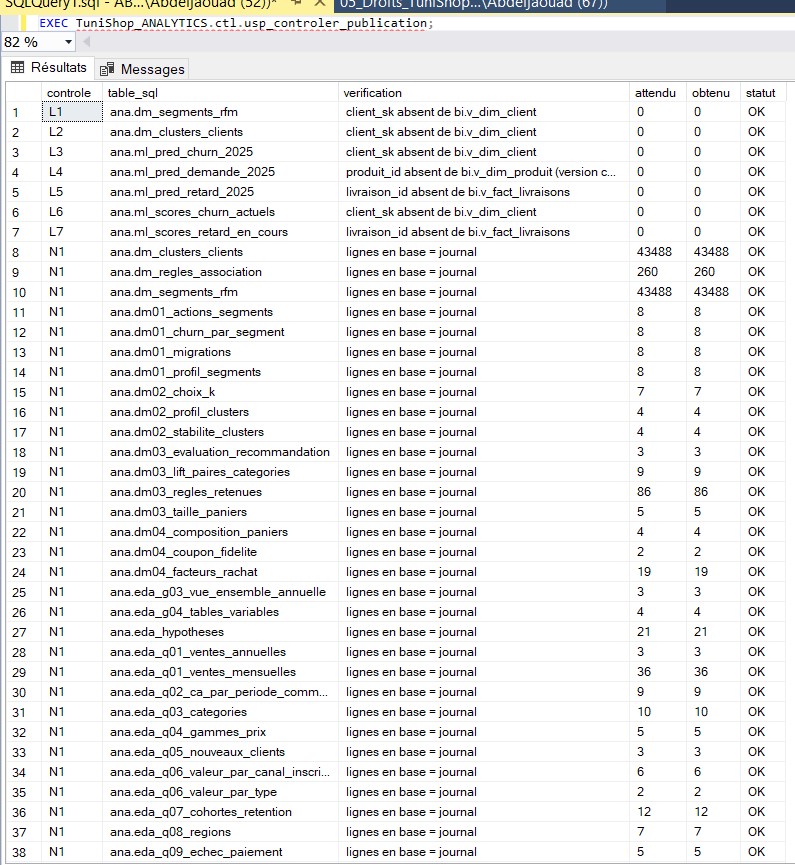 SQLQuery1.sql - AB...\Abdeljaouad (52))*
05_Drofts_TuniShop...\Abdeljaouad (67))
EXEC TuniShop_ANALYTICS.ctl.usp_controler_publication;
82 %
Résultats Messages
controle table_sql verification attendu obtenu statut
1 L1 ana.dm_segments_rfm client_sk absent de bi.v_dim_client 0 0 OK
2 L2 ana.dm_clusters_clients client_sk absent de bi.v_dim_client 0 0 OK
3 L3 ana.ml_pred_churn_2025 client_sk absent de bi.v_dim_client 0 0 OK
4 L4 ana.ml_pred_demande_2025 produit_id absent de bi.v_dim_produit (version c... 0 0 OK
5 L5 ana.ml_pred_retard_2025 livraison_id absent de bi.v_fact_livraisons 0 0 OK
6 L6 ana.ml_scores_churn_actuels client_sk absent de bi.v_dim_client 0 0 OK
7 L7 ana.ml_scores_retard_en_cours livraison_id absent de bi.v_fact_livraisons 0 0 OK
8 N1 ana.dm_clusters_clients lignes en base = journal 43488 43488 OK
9 N1 ana.dm_regles_association lignes en base = journal 260 260 OK
10 N1 ana.dm_segments_rfm lignes en base = journal 43488 43488 OK
11 N1 ana.dm01_actions_segments lignes en base = journal 8 8 OK
12 N1 ana.dm01_churn_par_segment lignes en base = journal 8 8 OK
13 N1 ana.dm01_migrations lignes en base = journal 8 8 OK
14 N1 ana.dm01_profil_segments lignes en base = journal 8 8 OK
15 N1 ana.dm02_choix_k lignes en base = journal 7 7 OK
16 N1 ana.dm02_profil_clusters lignes en base = journal 4 4 OK
17 N1 ana.dm02_stabilite_clusters lignes en base = journal 4 4 OK
18 N1 ana.dm03_evaluation_recommandation lignes en base = journal 3 3 OK
19 N1 ana.dm03_lift_paires_categories lignes en base = journal 9 9 OK
20 N1 ana.dm03_regles_retenues lignes en base = journal 86 86 OK
21 N1 ana.dm03_taille_paniers lignes en base = journal 5 5 OK
22 N1 ana.dm04_composition_paniers lignes en base = journal 4 4 OK
23 N1 ana.dm04_coupon_fidelite lignes en base = journal 2 2 OK
24 N1 ana.dm04_facteurs_rachat lignes en base = journal 19 19 OK
25 N1 ana.eda_g03_vue_ensemble_annuelle lignes en base = journal 3 3 OK
26 N1 ana.eda_g04_tables_variables lignes en base = journal 4 4 OK
27 N1 ana.eda_hypotheses lignes en base = journal 21 21 OK
28 N1 ana.eda_q01_ventes_annuelles lignes en base = journal 3 3 OK
29 N1 ana.eda_q01_ventes_mensuelles lignes en base = journal 36 36 OK
30 N1 ana.eda_q02_ca_par_periode_comm... lignes en base = journal 9 9 OK
31 N1 ana.eda_q03_categories lignes en base = journal 10 10 OK
32 N1 ana.eda_q04_gammes_prix lignes en base = journal 5 5 OK
33 N1 ana.eda_q05_nouveaux_clients lignes en base = journal 3 3 OK
34 N1 ana.eda_q06_valeur_par_canal_inscri... lignes en base = journal 6 6 OK
35 N1 ana.eda_q06_valeur_par_type lignes en base = journal 2 2 OK
36 N1 ana.eda_q07_cohortes_retention lignes en base = journal 12 12 OK
37 N1 ana.eda_q08_regions lignes en base = journal 7 7 OK
38 N1 ana.eda_q09_echec_paiement lignes en base = journal 5 5 OK